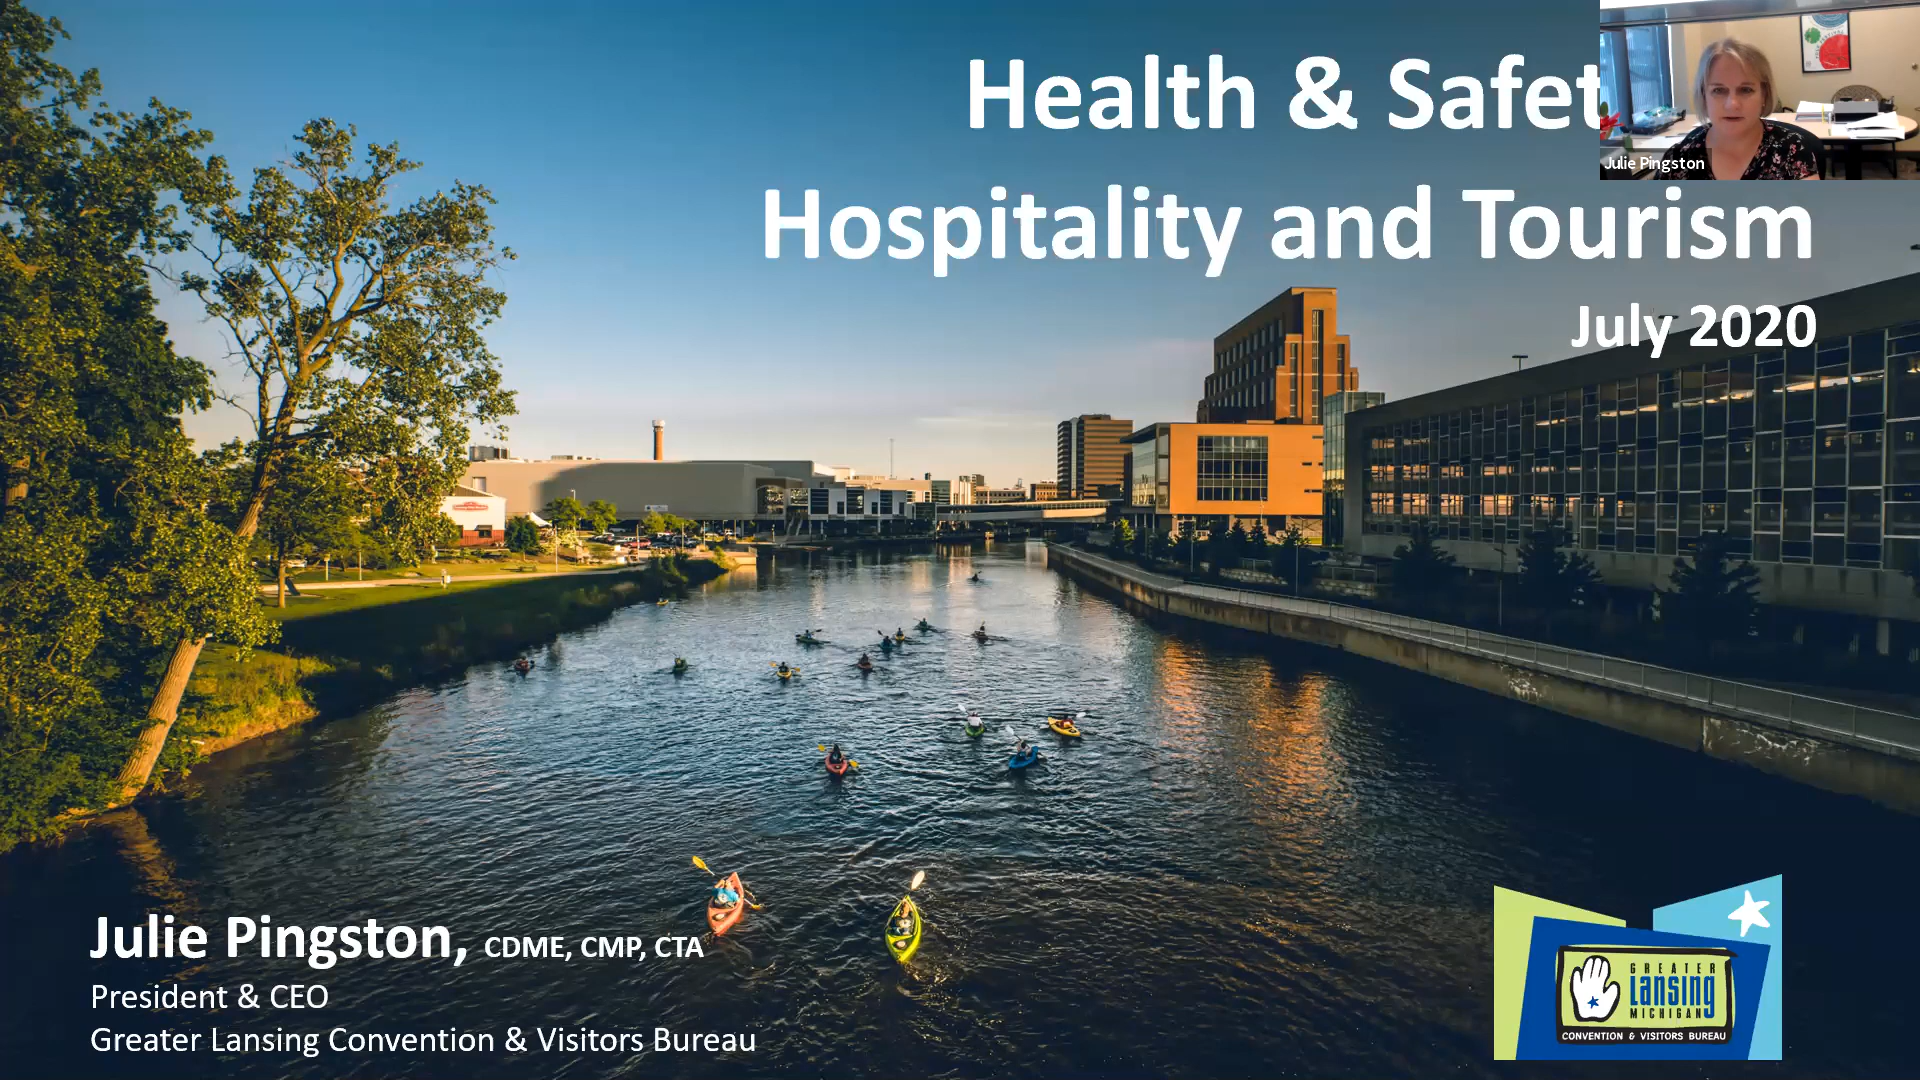 Health & Safet
Julie Pingston
Hospitality and Tourism
July 2020
Julie Pingston, CDME, CMP, CTA
President & CEO
Greater Lansing Convention & Visitors Bureau
GREATER
Lansing
MICHIGAN
CONVENTION & VISITORS BUREAU